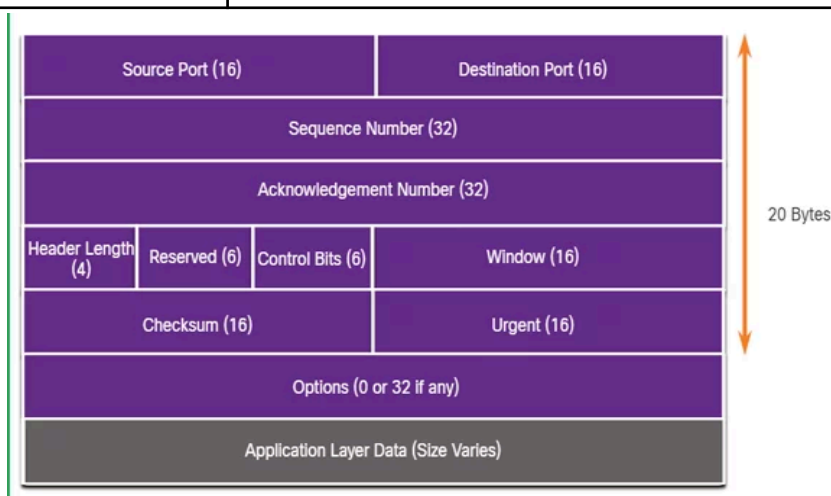 Source Port (16) Destination Port (16)
Sequence Number (32)
Acknowledgement Number (32)
20 Bytes
Header Length
(4)
Reserved (6) Control Bits (6) Window (16)
Checksum (16) Urgent (16)
Options (0 or 32 if any)
Application Layer Data (Size Varies)